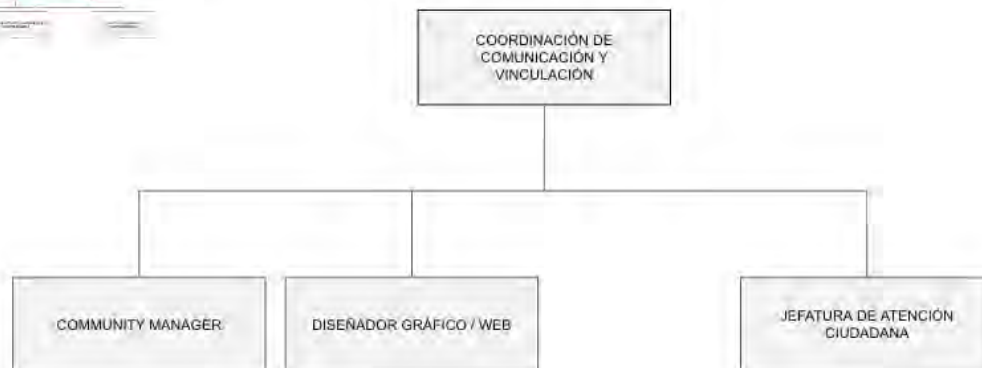 COORDINACIÓN DE
COMUNICACIÓN Y
VINCULACIÓN
COMMUNITY MANAGER
DISEÑADOR GRÁFICO / WEB
JEFATURA DE ATENCIÓN
CIUDADANA